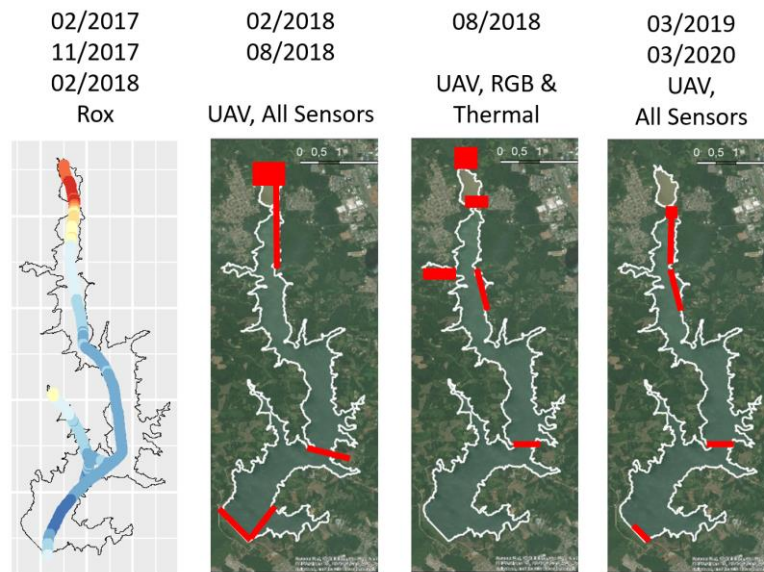 02/2017
11/2017
02/2018
Rox
02/2018
08/2018
UAV, All Sensors
08/2018
UAV, RGB &
Thermal
03/2019
03/2020
UAV,
All Sensors
0 0,5 1
0 0,5 1
0 0,5 1